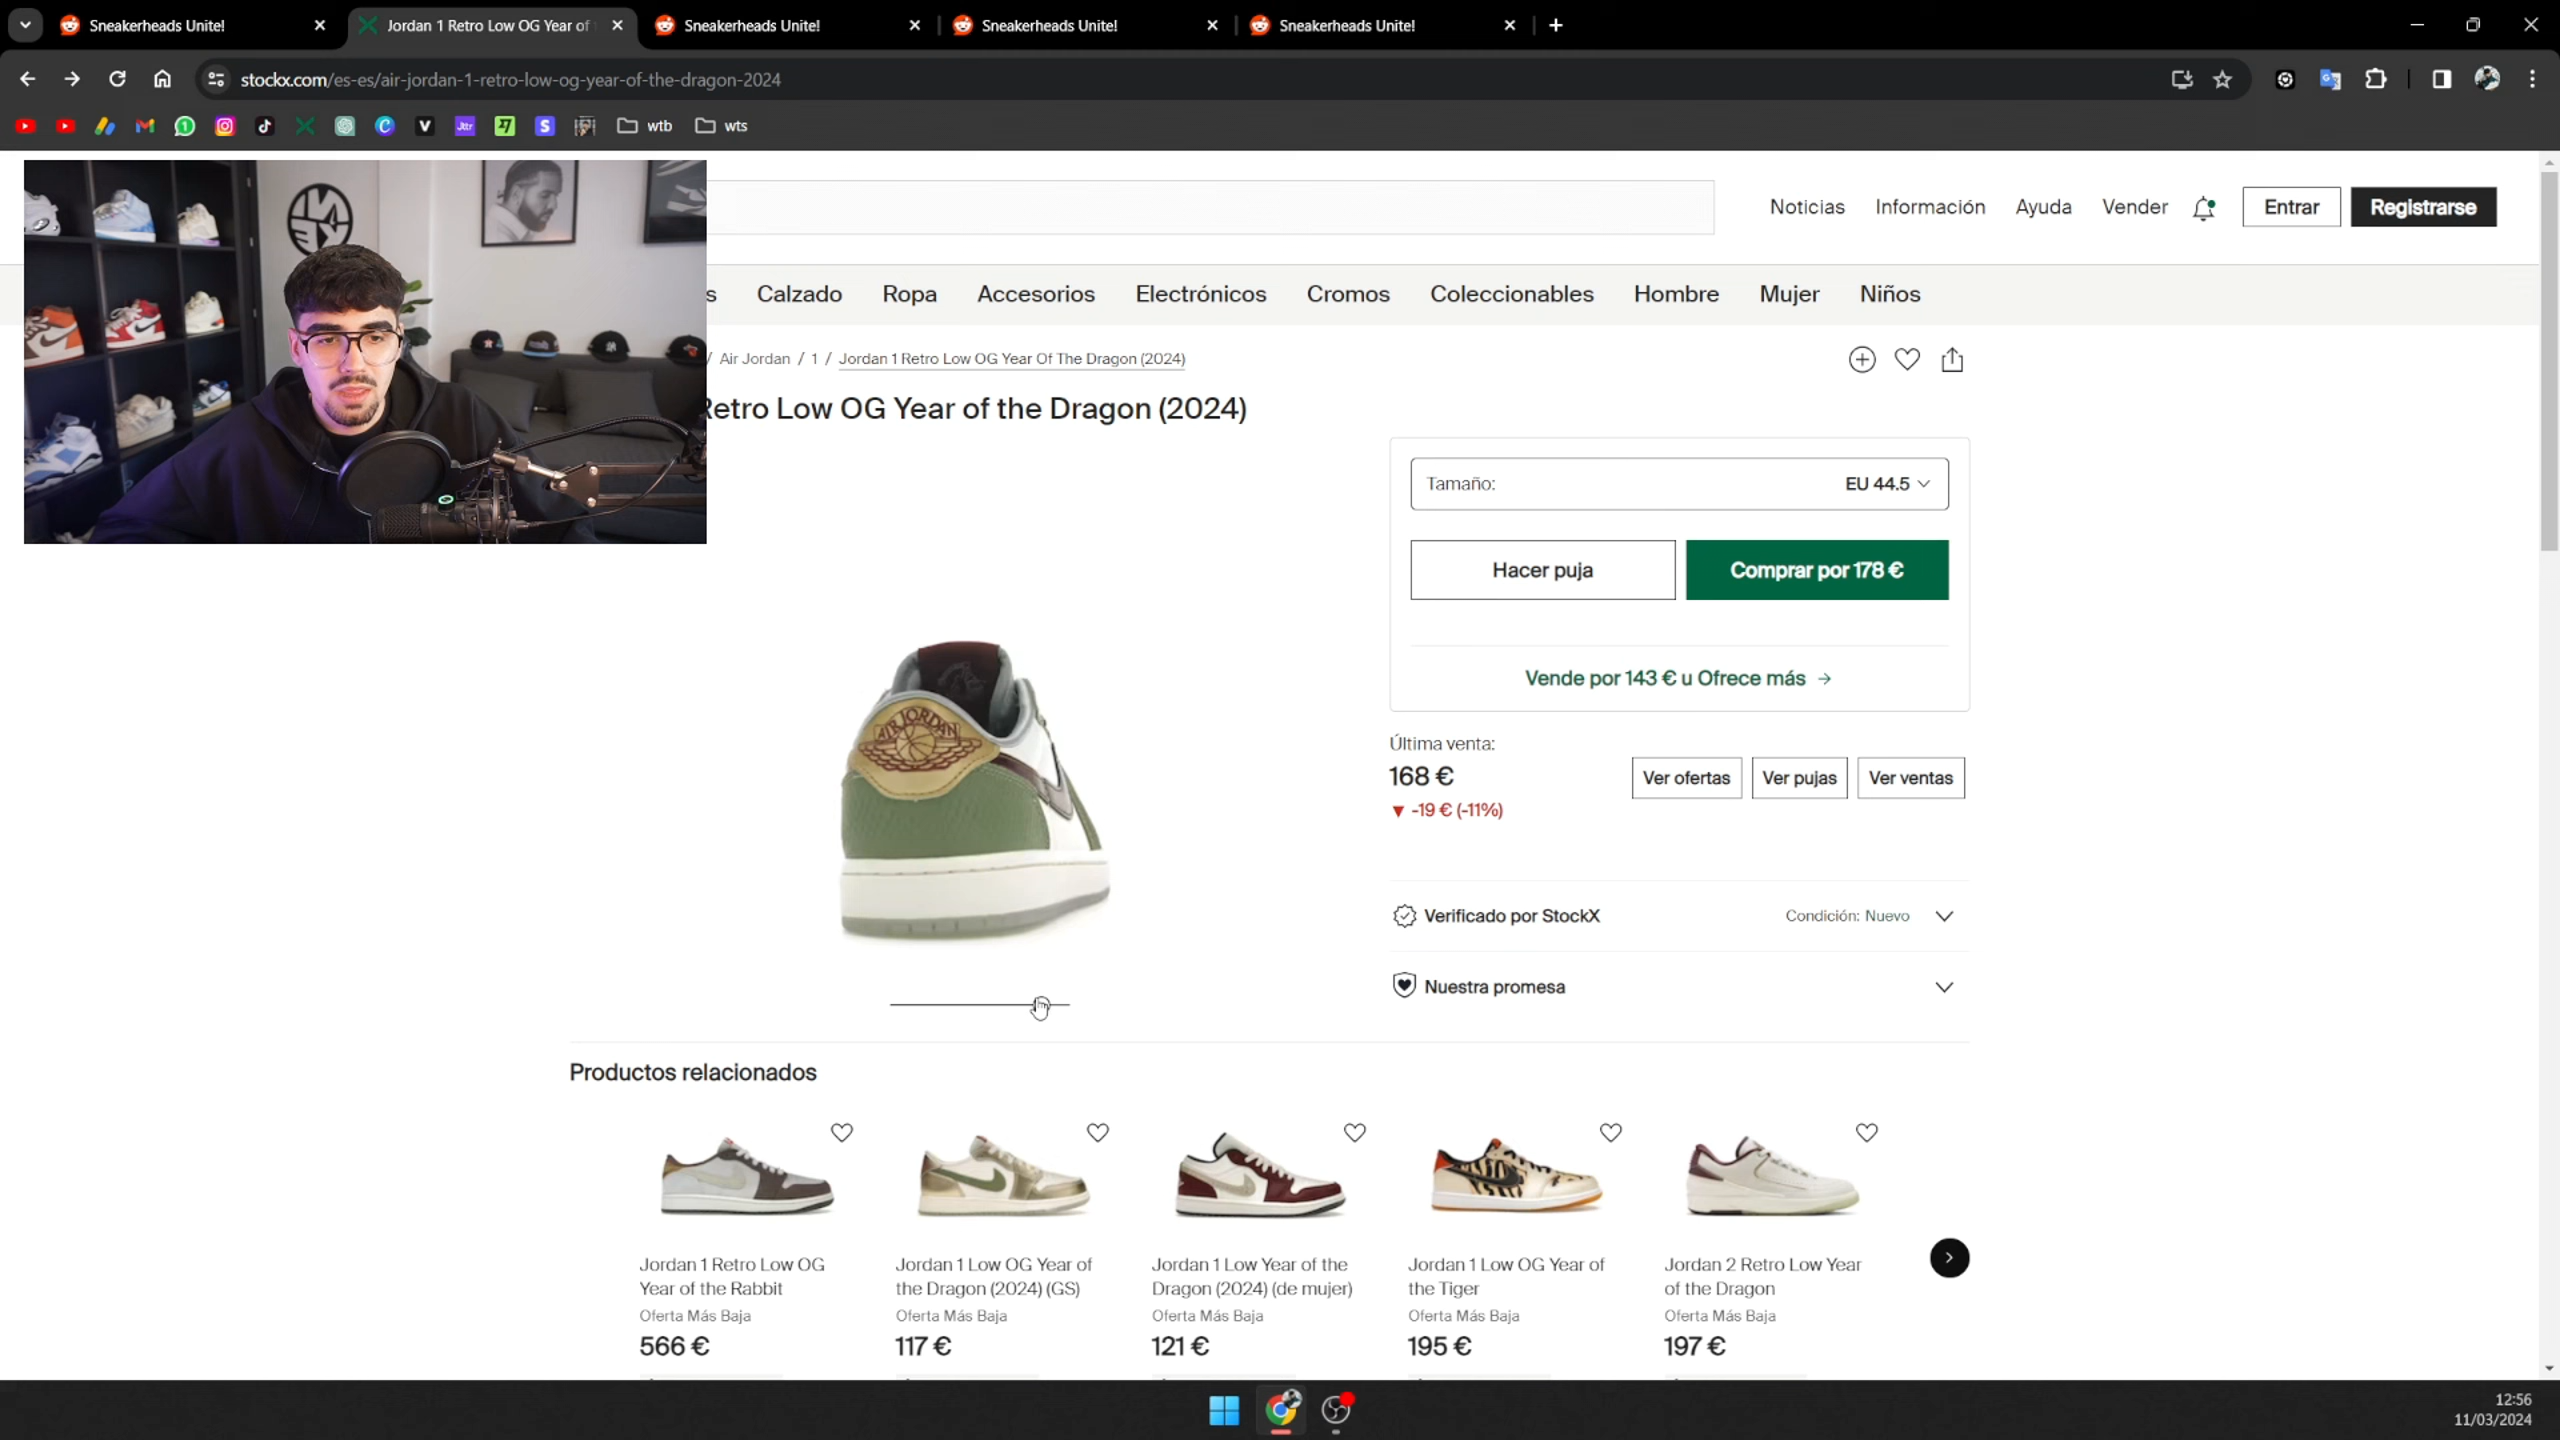 Sneakerheads Unite!
Jordan 1 Retro Low OG Year of
Sneakerheads Unite!
Sneakerheads Unite!
Sneakerheads Unite!
stockx.com/es-es/air-jordan-1-retro-low-og-year-of-the-dragon-2024
wtb
wts
Noticias
Información
Ayuda
Vender
Entrar
Registrarse
s
Calzado
Ropa
Accesorios
Electrónicos
Cromos
Coleccionables
Hombre
Mujer
Niños
/ Air Jordan / 1 / Jordan 1 Retro Low OG Year Of The Dragon (2024)
Retro Low OG Year of the Dragon (2024)
Tamaño:
EU 44.5
Hacer puja
Comprar por 178 €
Vende por 143 € u Ofrece más →
AIR JORDAN
Última venta:
168 €
▼ -19 € (-11%)
Ver ofertas
Ver pujas
Ver ventas
Verificado por StockX
Condición: Nuevo
Nuestra promesa
Productos relacionados
Jordan 1 Retro Low OG
Year of the Rabbit
Oferta Más Baja
566 €
Jordan 1 Low OG Year of
the Dragon (2024) (GS)
Oferta Más Baja
117 €
Jordan 1 Low Year of the
Dragon (2024) (de mujer)
Oferta Más Baja
121 €
Jordan 1 Low OG Year of
the Tiger
Oferta Más Baja
195 €
Jordan 2 Retro Low Year
of the Dragon
Oferta Más Baja
197 €
12:56
11/03/2024